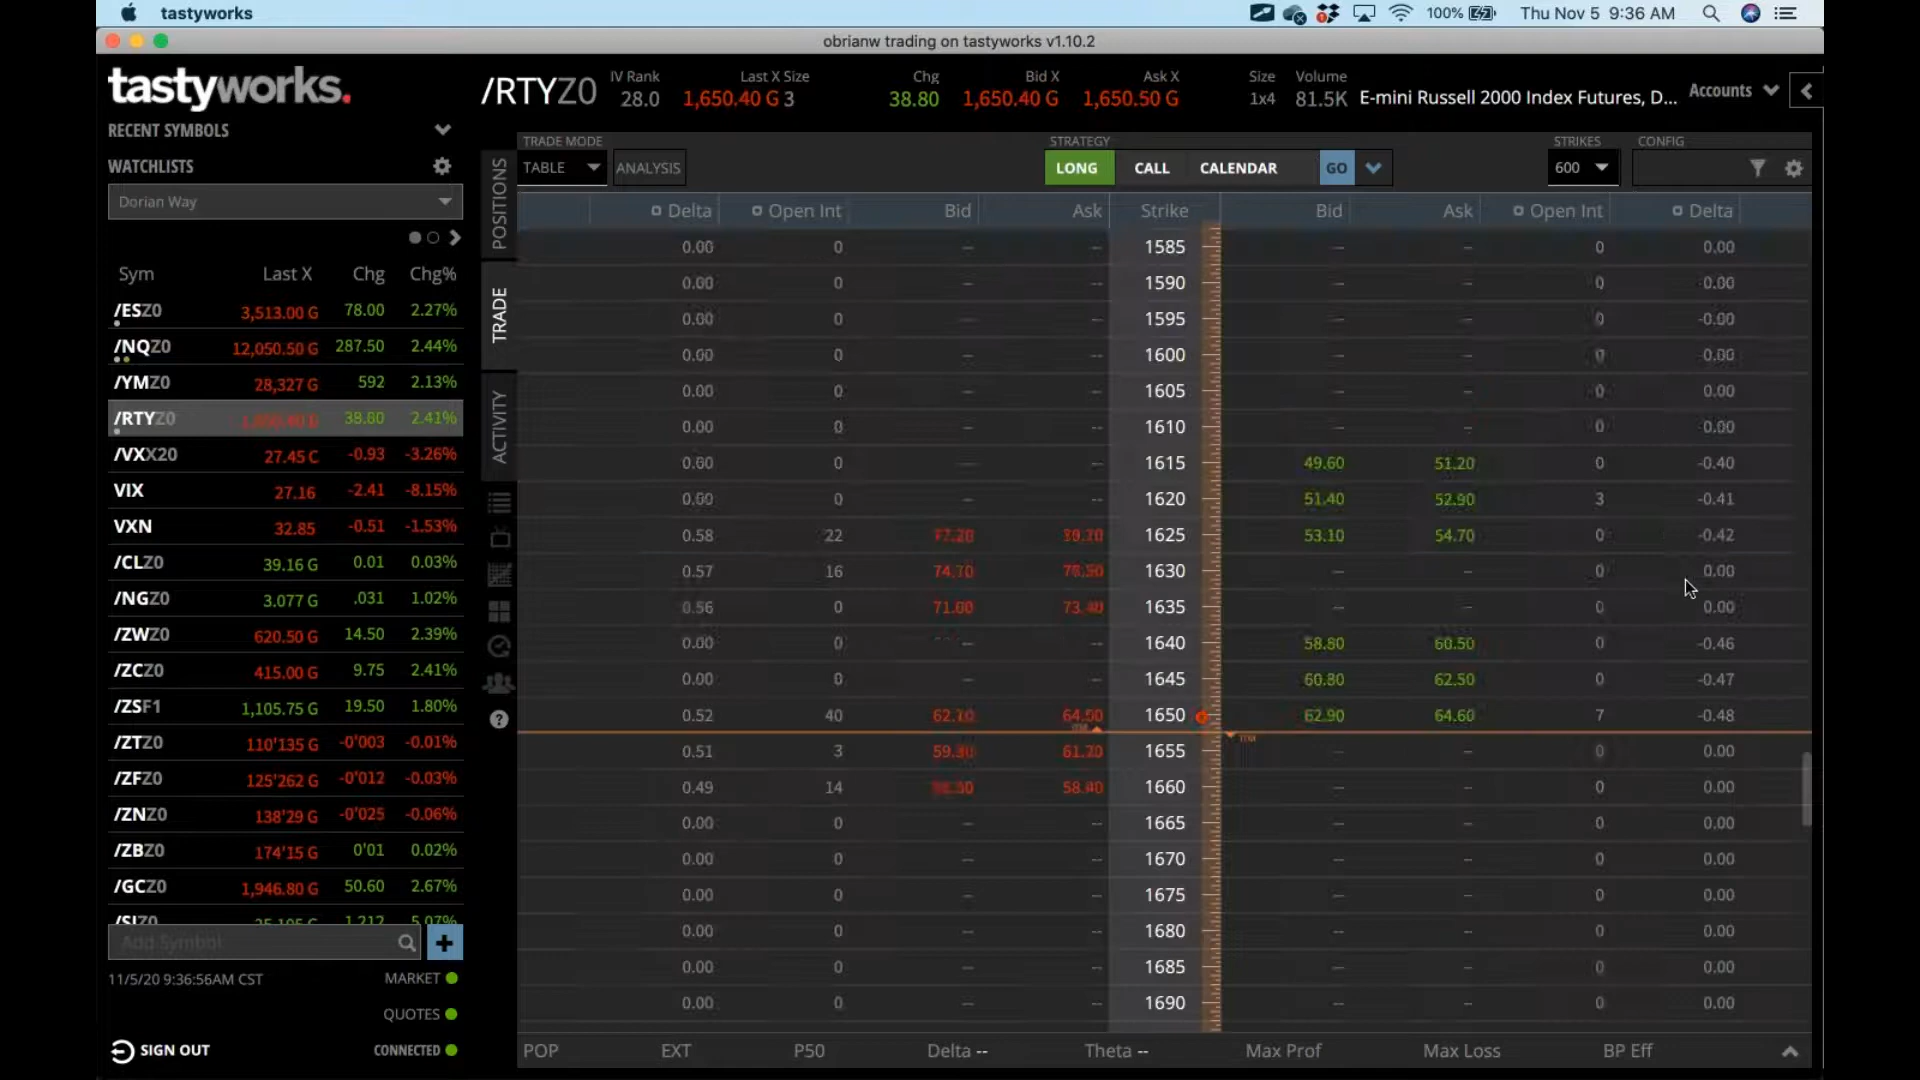 tastyworks
100%
Thu Nov 5 9:36 AM
obrianw trading on tastyworks v1.10.2
tastyworks.
/RTYZ0
IV Rank Last X Size Chg Bid X Ask X Size Volume
28.0 1,650.40 G 3 38.80 1,650.40 G 1,650.50 G 1x4 81.5K E-mini Russell 2000 Index Futures, D...
Accounts
RECENT SYMBOLS
WATCHLISTS
Dorian Way
Sym Last X Chg Chg%
/ESZ0 3,513.00 G 78.00 2.27%
/NQZ0 12,050.50 G 287.50 2.44%
/YMZ0 28,327 G 592 2.13%
/RTYZ0 38.80 2.41%
/VXX20 27.45 C -0.93 -3.26%
VIX 27.16 -2.41 -8.15%
VXN 32.85 -0.51 -1.53%
/CLZ0 39.16 G 0.01 0.03%
/NGZ0 3.077 G .031 1.02%
/ZWZ0 620.50 G 14.50 2.39%
/ZCZ0 415.00 G 9.75 2.41%
/ZSF1 1,105.75 G 19.50 1.80%
/ZTZ0 110'135 G -0'003 -0.01%
/ZFZ0 125'262 G -0'012 -0.03%
/ZNZ0 138'29 G -0'025 -0.06%
/ZBZ0 174'15 G 0'01 0.02%
/GCZ0 1,946.80 G 50.60 2.67%
/SIZ0 1.212 5.07%
Add Symbol
11/5/20 9:36:56AM CST MARKET
QUOTES
SIGN OUT CONNECTED
POSITIONS
TRADE
ACTIVITY
TRADE MODE STRATEGY STRIKES CONFIG
TABLE ANALYSIS LONG CALL CALENDAR GO 600
Delta Open Int Bid Ask Strike Bid Ask Open Int Delta
0.00 0 -- -- 1585 -- -- 0 0.00
0.00 0 -- -- 1590 -- -- 0 0.00
0.00 0 -- -- 1595 -- -- 0 -0.00
0.00 0 -- -- 1600 -- -- 0 -0.00
0.00 0 -- -- 1605 -- -- 0 0.00
0.00 0 -- -- 1610 -- -- 0 0.00
0 -- -- 1615 49.60 51.20 0 -0.40
0 -- -- 1620 51.40 52.90 3 -0.41
0.58 22 1625 53.10 54.70 0 -0.42
0.57 16 74.70 1630 -- -- 0 0.00
0.56 0 71.00 73.40 1635 -- -- 0 0.00
0.00 0 -- -- 1640 58.80 60.50 0 -0.46
0.00 0 -- -- 1645 60.80 62.50 0 -0.47
0.52 40 62.70 1650 62.90 64.60 7 -0.48
ITM ITM
0.51 3 61.70 1655 -- -- 0 0.00
0.49 14 58.40 1660 -- -- 0 0.00
0.00 0 -- -- 1665 -- -- 0 0.00
0.00 0 -- -- 1670 -- -- 0 0.00
0.00 0 -- -- 1675 -- -- 0 0.00
0.00 0 -- -- 1680 -- -- 0 0.00
0.00 0 -- -- 1685 -- -- 0 0.00
0.00 0 -- -- 1690 -- -- 0 0.00
POP EXT P50 Delta -- Theta -- Max Prof Max Loss BP Eff